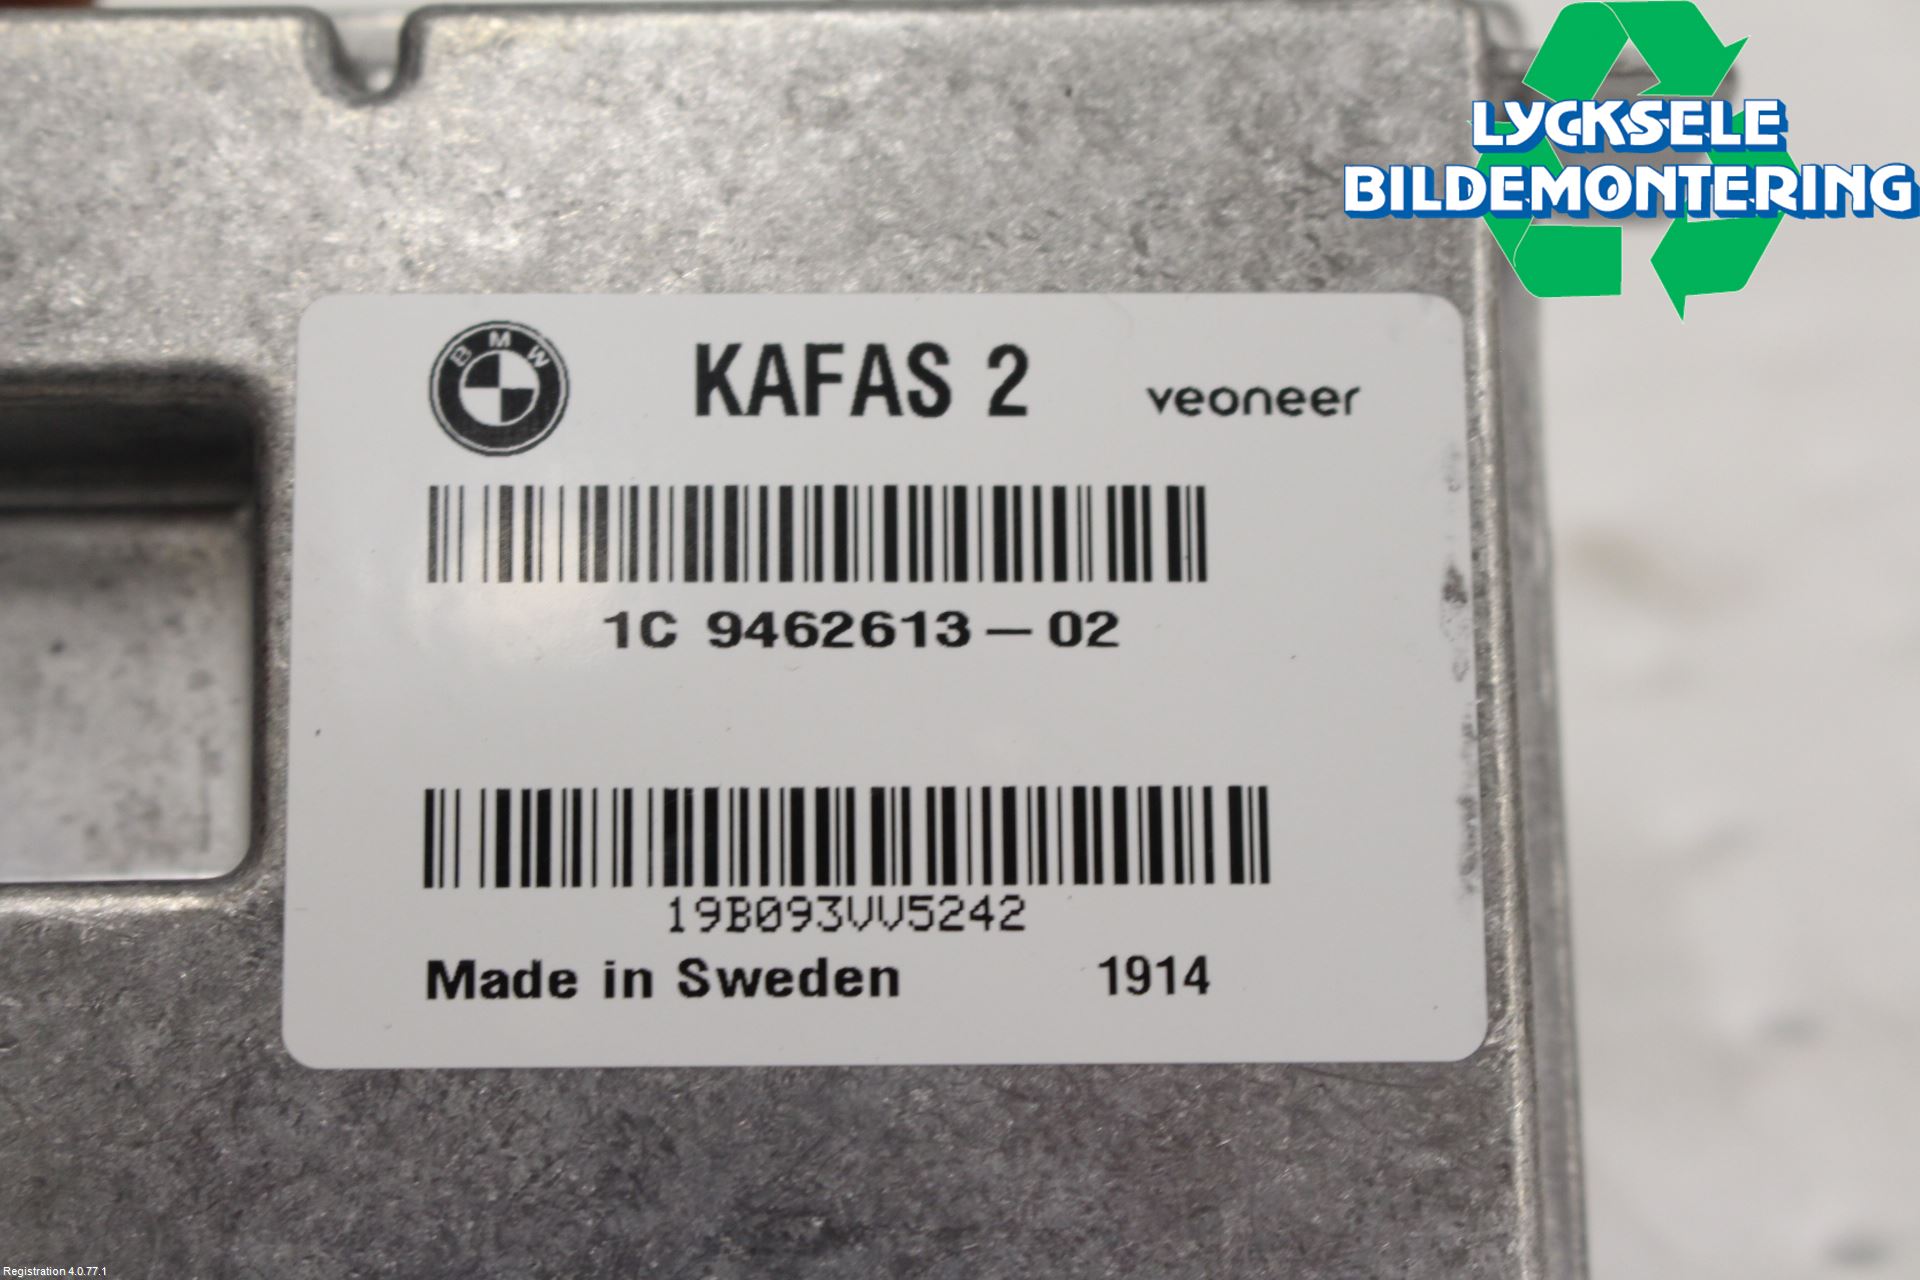 LYCKSELE
BILDEMONTERING
BMW
KAFAS 2
veoneer
1C 9462613-02
19B093VV5242
Made in Sweden 1914
Registration 4.0.77.1